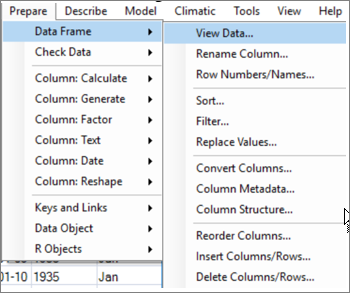 Prepare Describe Model Climatic Tools View Help
Data Frame
Check Data
Column: Calculate
Column: Generate
Column: Factor
Column: Text
Column: Date
Column: Reshape
Keys and Links
Data Object
R Objects
View Data...
Rename Column...
Row Numbers/Names...
Sort...
Filter...
Replace Values...
Convert Columns...
Column Metadata...
Column Structure...
Reorder Columns...
Insert Columns/Rows...
Delete Columns/Rows...
01-10 1935 Jan